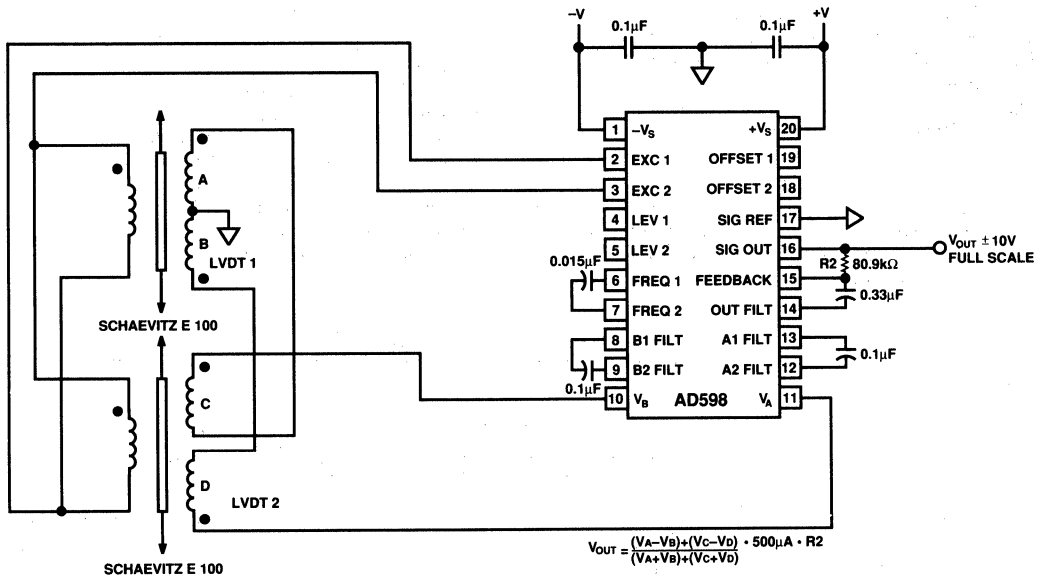 –V
+V
0.1µF
0.1µF
1 –VS
+VS 20
2 EXC 1
OFFSET 1 19
3 EXC 2
OFFSET 2 18
4 LEV 1
SIG REF 17
5 LEV 2
SIG OUT 16
VOUT ±10V
FULL SCALE
R2 80.9kΩ
0.015µF
6 FREQ 1
FEEDBACK 15
0.33µF
7 FREQ 2
OUT FILT 14
8 B1 FILT
A1 FILT 13
0.1µF
9 B2 FILT
A2 FILT 12
0.1µF
10 VB
AD598
VA 11
A
B
LVDT 1
SCHAEVITZ E 100
C
D
LVDT 2
SCHAEVITZ E 100
VOUT = (VA–VB)+(VC–VD) • 500µA • R2
(VA+VB)+(VC+VD)